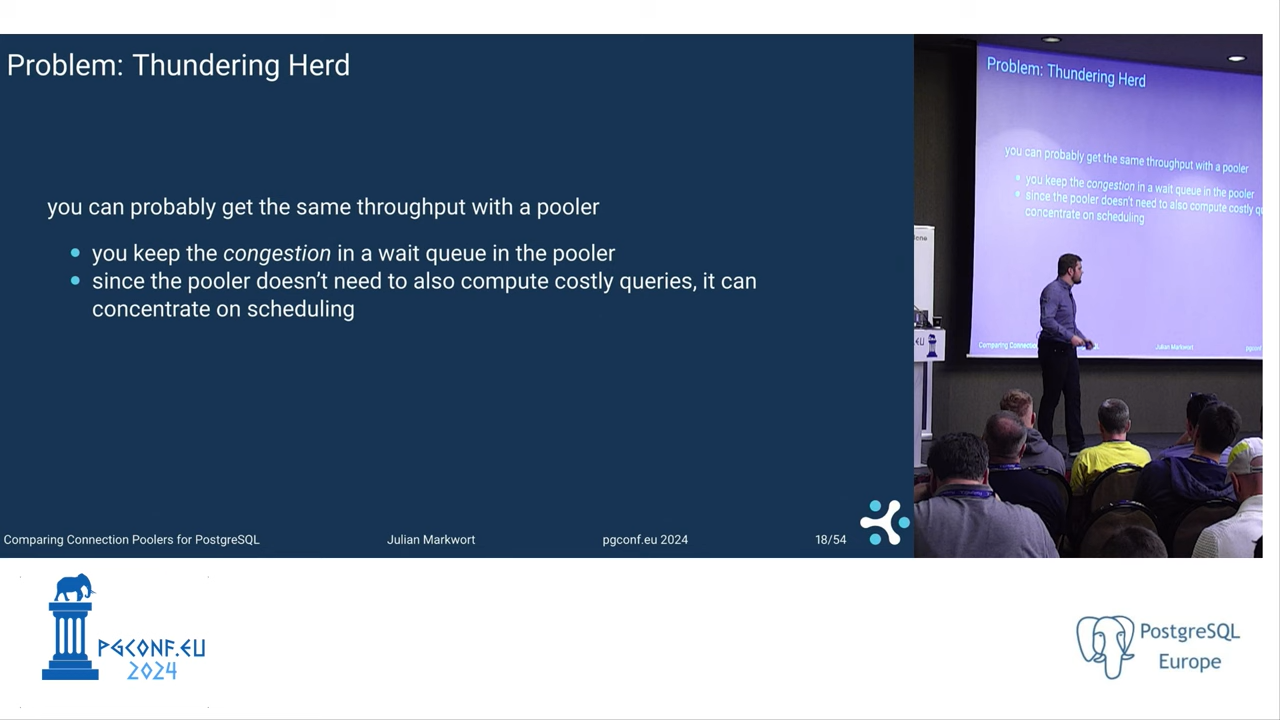 Problem: Thundering Herd
you can probably get the same throughput with a pooler
you keep the congestion in a wait queue in the pooler
since the pooler doesn't need to also compute costly queries, it can
concentrate on scheduling
Comparing Connection Poolers for PostgreSQL
Julian Markwort
pgconf.eu 2024
18/54
Problem: Thundering Herd
you can probably get the same throughput with a pooler
you keep the congestion in a wait queue in the pooler
since the pooler doesn't need to also compute costly
concentrate on scheduling
Comparing
Julian Markwort
PGCONF.EU
2024
PostgreSQL
Europe